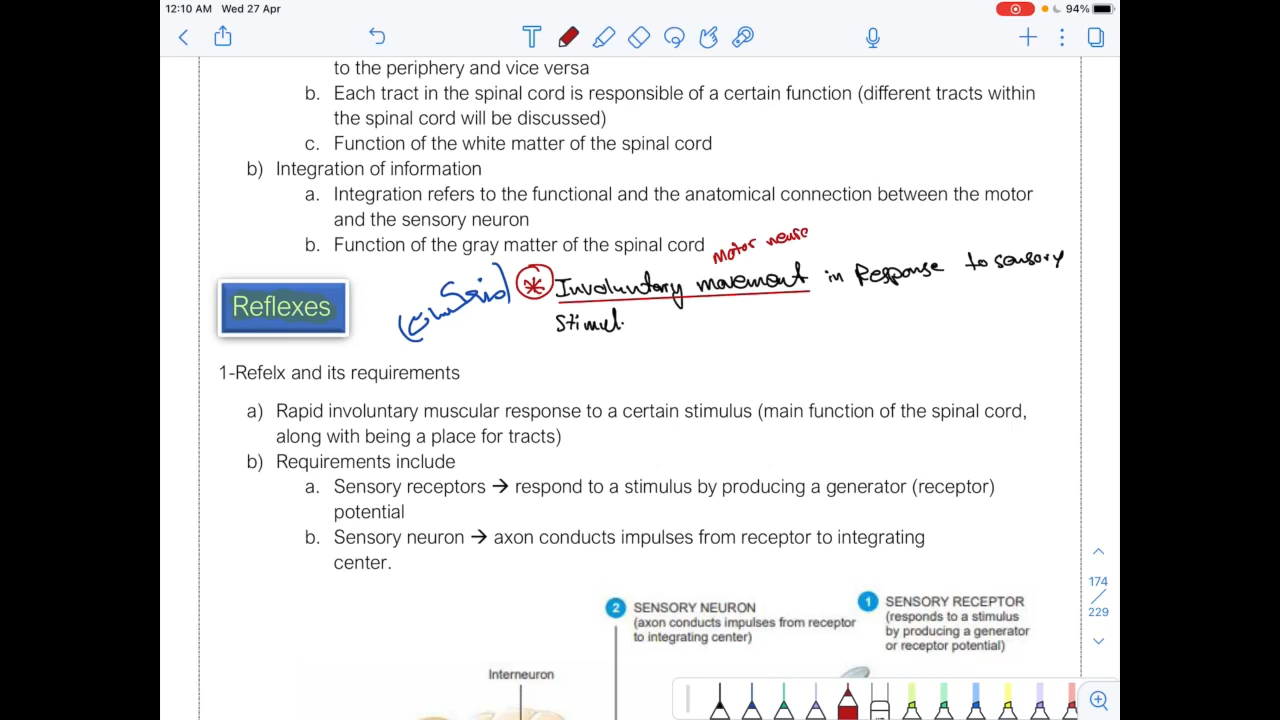 12:10 AM Wed 27 Apr
94%
to the periphery and vice versa
b. Each tract in the spinal cord is responsible of a certain function (different tracts within
the spinal cord will be discussed)
c. Function of the white matter of the spinal cord
b) Integration of information
a. Integration refers to the functional and the anatomical connection between the motor
and the sensory neuron
b. Function of the gray matter of the spinal cord
motor
Involuntary movement in Response to sensory
Stimul.
Reflexes
1-Refelx and its requirements
a) Rapid involuntary muscular response to a certain stimulus (main function of the spinal cord,
along with being a place for tracts)
b) Requirements include
a. Sensory receptors → respond to a stimulus by producing a generator (receptor)
potential
b. Sensory neuron → axon conducts impulses from receptor to integrating
center.
174
229
2 SENSORY NEURON
(axon conducts impulses from receptor
to integrating center)
1 SENSORY RECEPTOR
(responds to a stimulus
by producing a generator
or receptor potential)
Interneuron